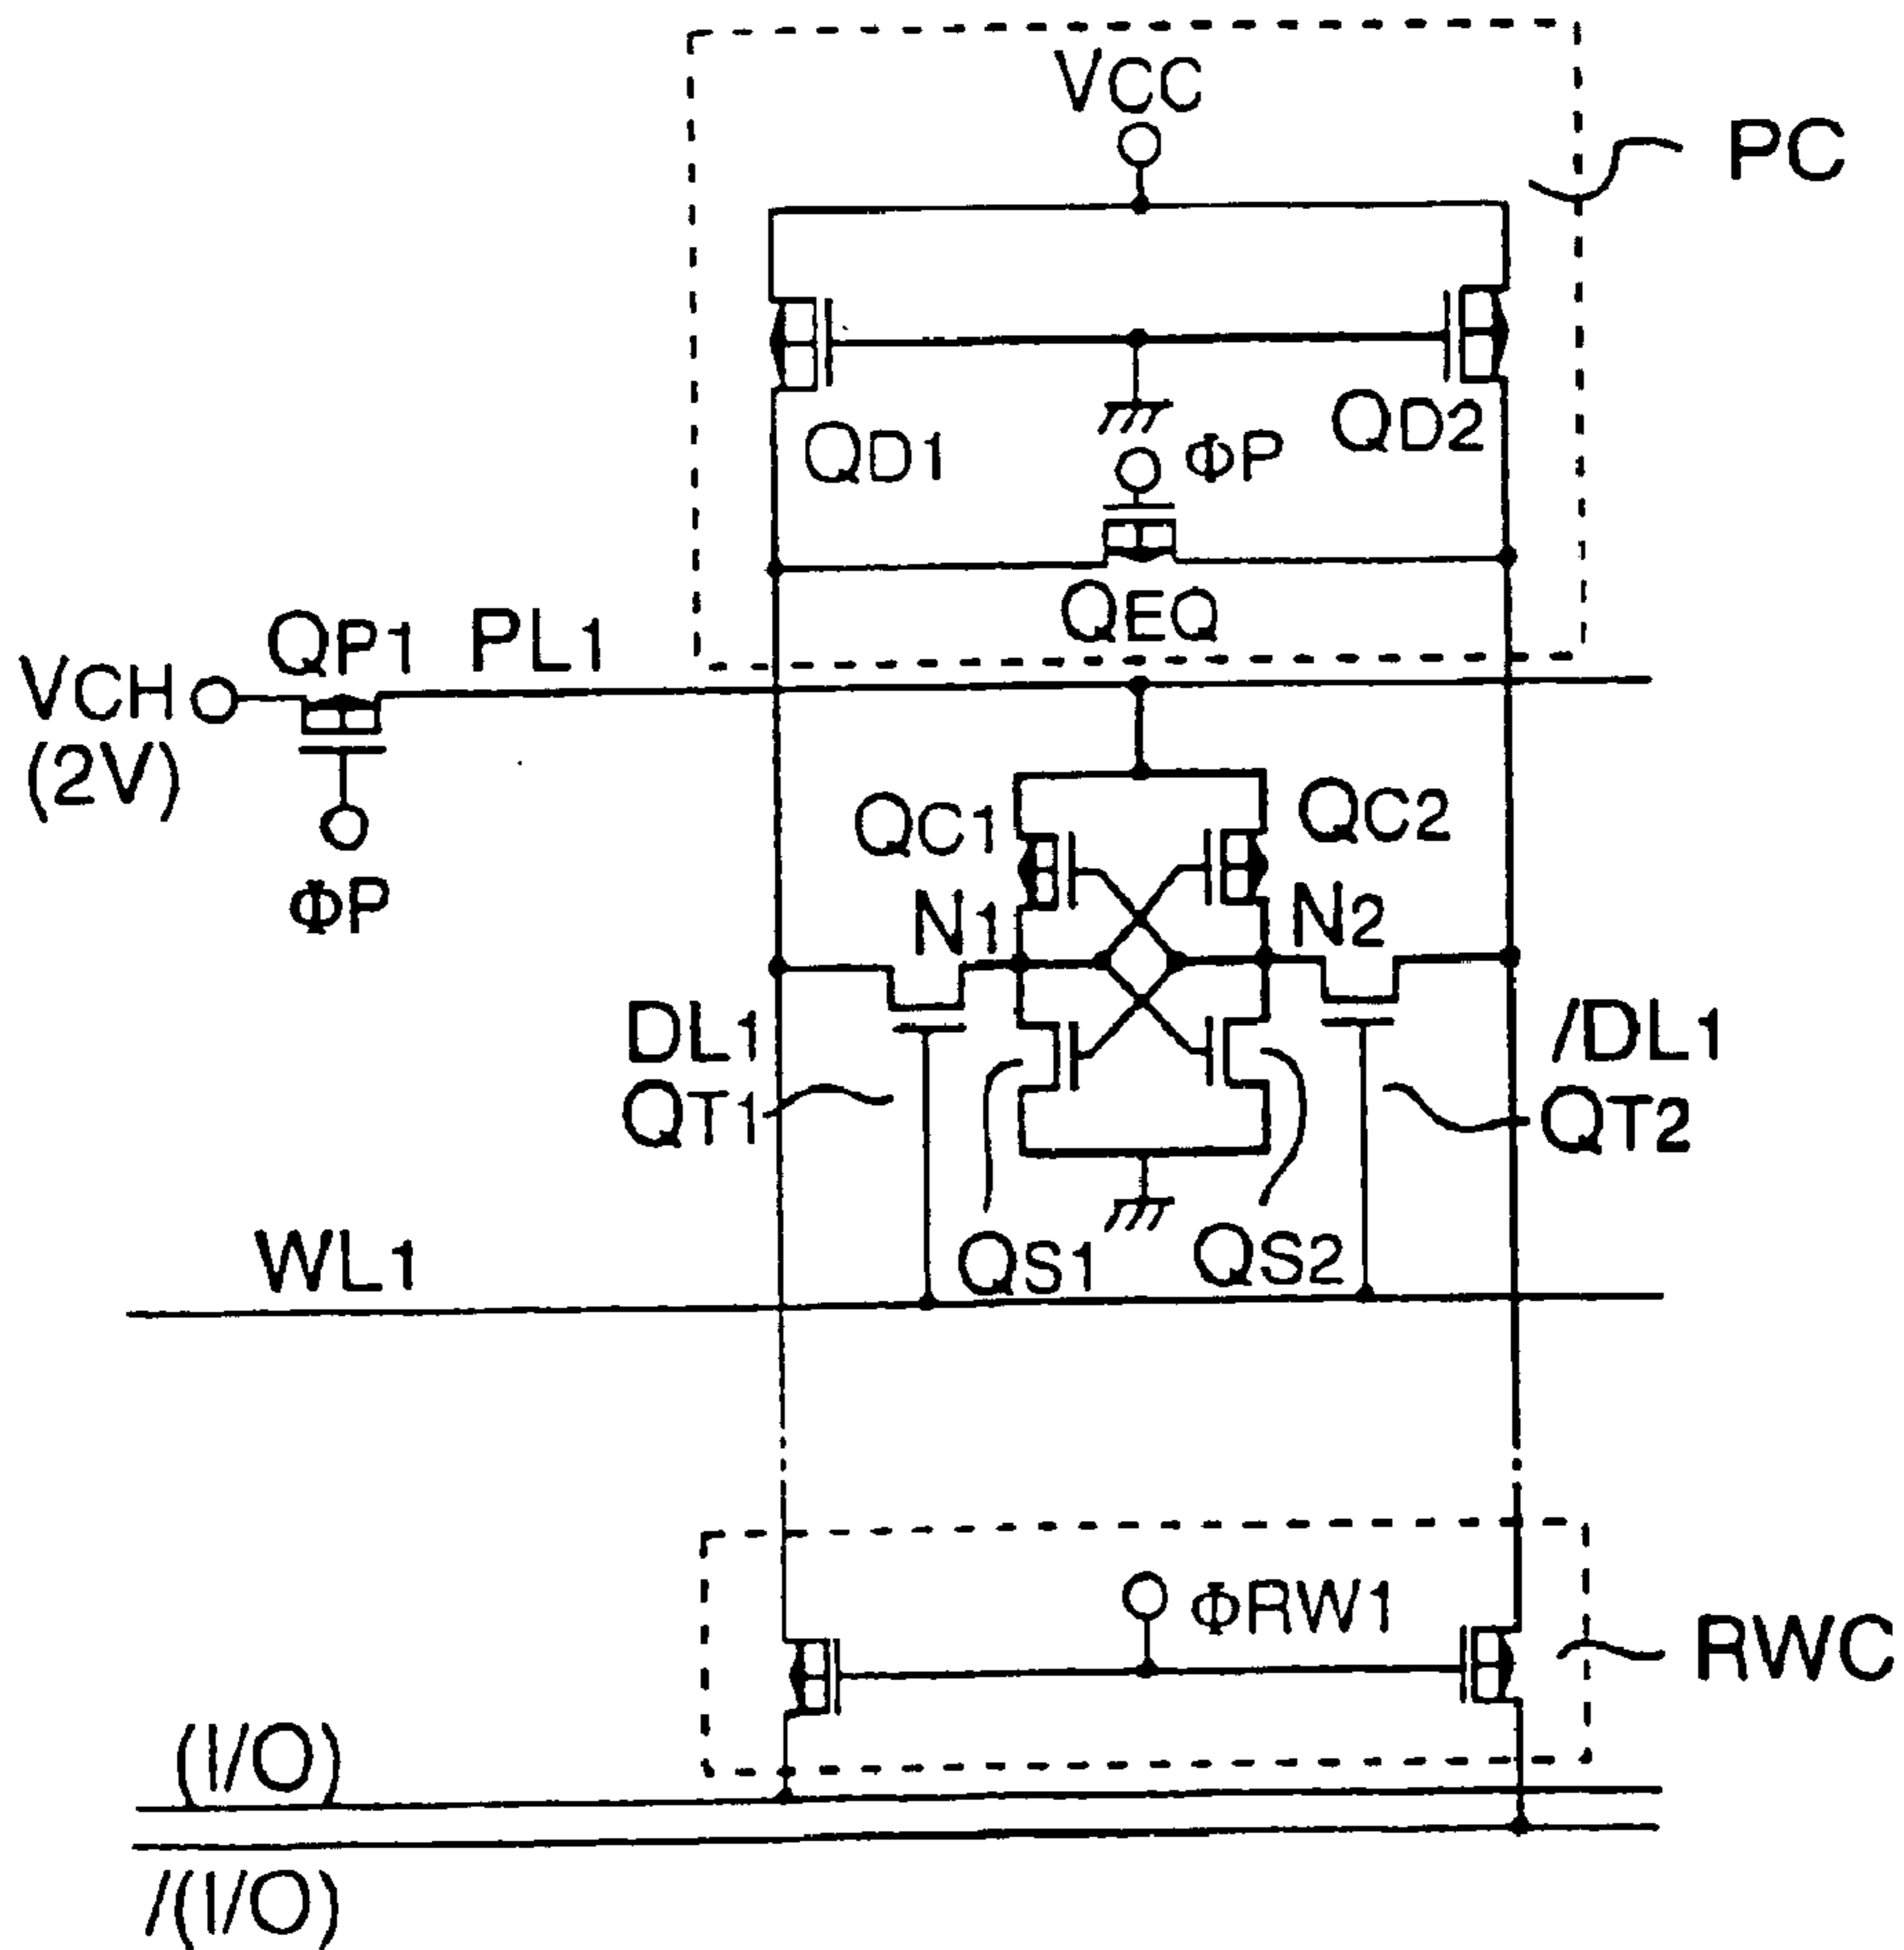 VCC
PC
QD1
QD2
ΦP
QEQ
QP1
PL1
VCH
(2V)
ΦP
QC1
QC2
N1
N2
DL1
/DL1
QT1
QT2
WL1
QS1
QS2
ΦRW1
RWC
(I/O)
/(I/O)